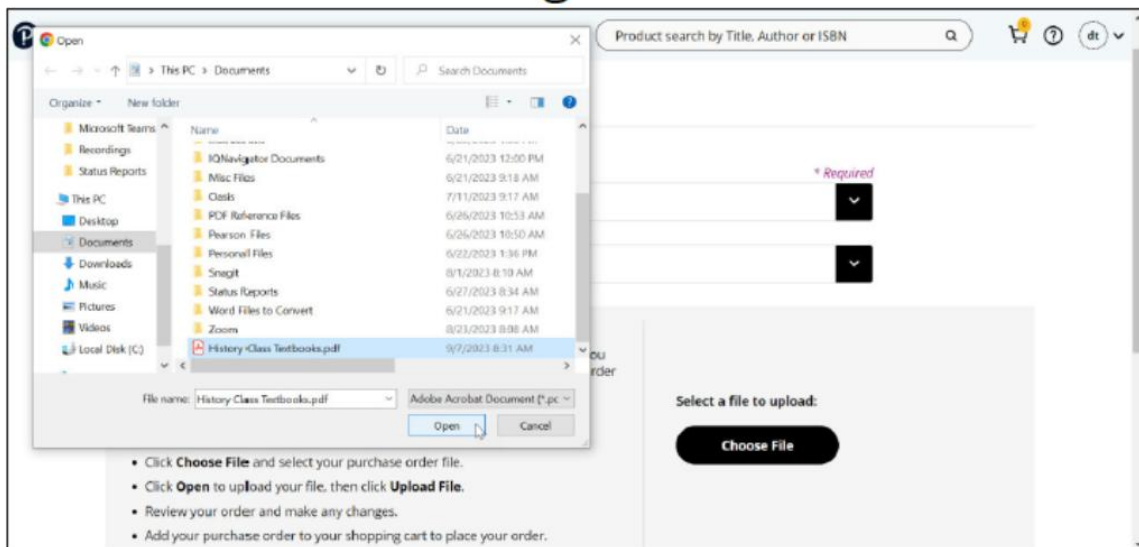 Open
Product search by Title, Author or ISBN
dt
This PC > Documents
Search Documents
Organize
New folder
Name
Date
Microsoft Teams
Recordings
Status Reports
This PC
Desktop
Documents
Downloads
Music
Pictures
Videos
Local Disk (C:)
IQNavigator Documents 6/21/2023 12:00 PM
Misc Files 6/21/2023 9:18 AM
Oasis 7/11/2023 9:17 AM
PDF Reference Files 6/26/2023 10:53 AM
Pearson Files 6/26/2023 10:50 AM
Personal Files 6/22/2023 1:36 PM
Snagit 8/1/2023 8:10 AM
Status Reports 6/27/2023 8:34 AM
Word Files to Convert 6/21/2023 9:17 AM
Zoom 8/23/2023 8:08 AM
History Class Textbooks.pdf 9/7/2023 8:31 AM
File name: History Class Textbooks.pdf
Adobe Acrobat Document (*.pc
Open
Cancel
* Required
ou
rder
Select a file to upload:
Choose File
• Click Choose File and select your purchase order file.
• Click Open to upload your file, then click Upload File.
• Review your order and make any changes.
• Add your purchase order to your shopping cart to place your order.